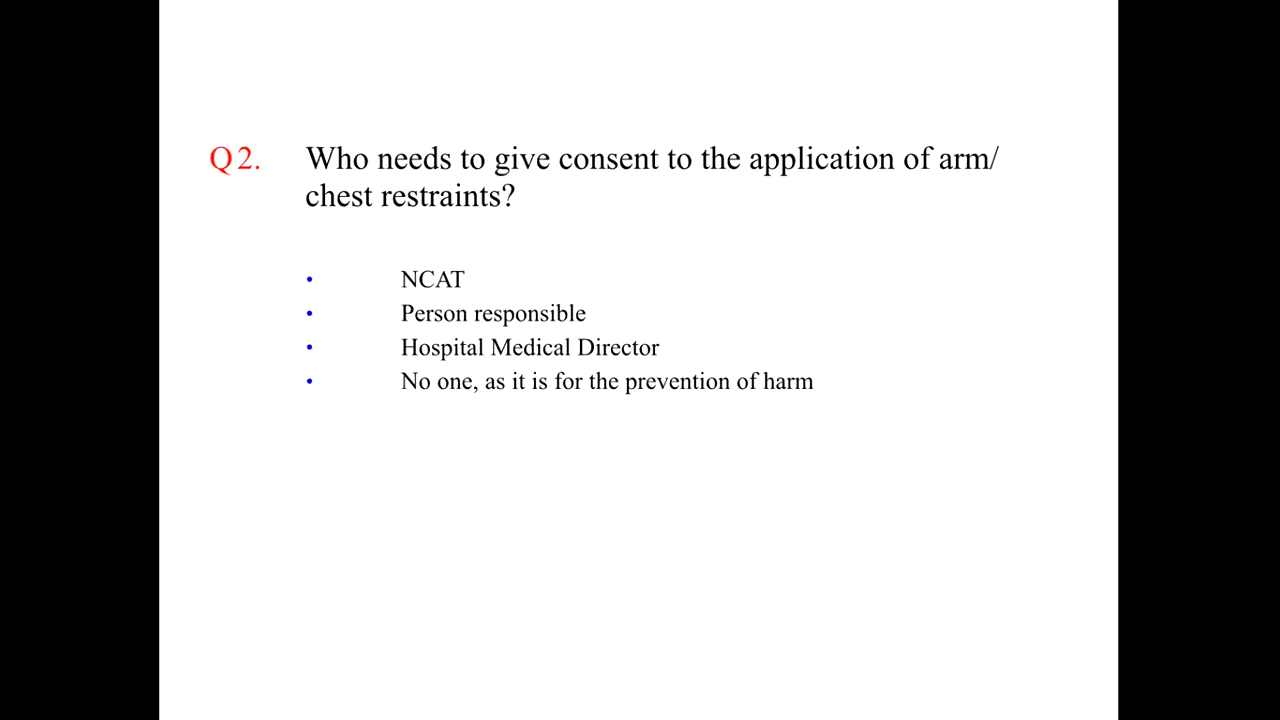 Q2. Who needs to give consent to the application of arm/
chest restraints?
• NCAT
• Person responsible
• Hospital Medical Director
• No one, as it is for the prevention of harm